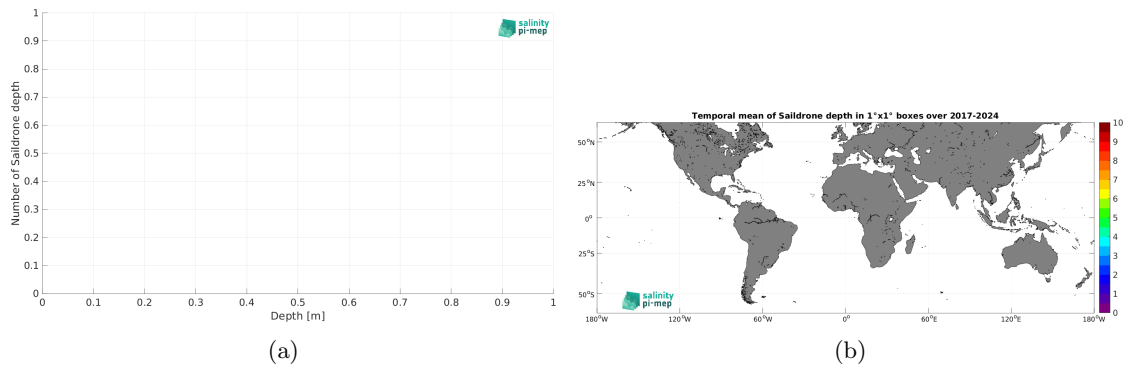 salinity
pi-mep
Number of Saildrone depth
1
0.9
0.8
0.7
0.6
0.5
0.4
0.3
0.2
0.1
0
0 0.1 0.2 0.3 0.4 0.5 0.6 0.7 0.8 0.9 1
Depth [m]
(a)
Temporal mean of Saildrone depth in 1°x1° boxes over 2017-2024
50°N
25°N
0°
25°S
50°S
180°W 120°W 60°W 0° 60°E 120°E 180°W
salinity
pi-mep
10
9
8
7
6
5
4
3
2
1
0
(b)